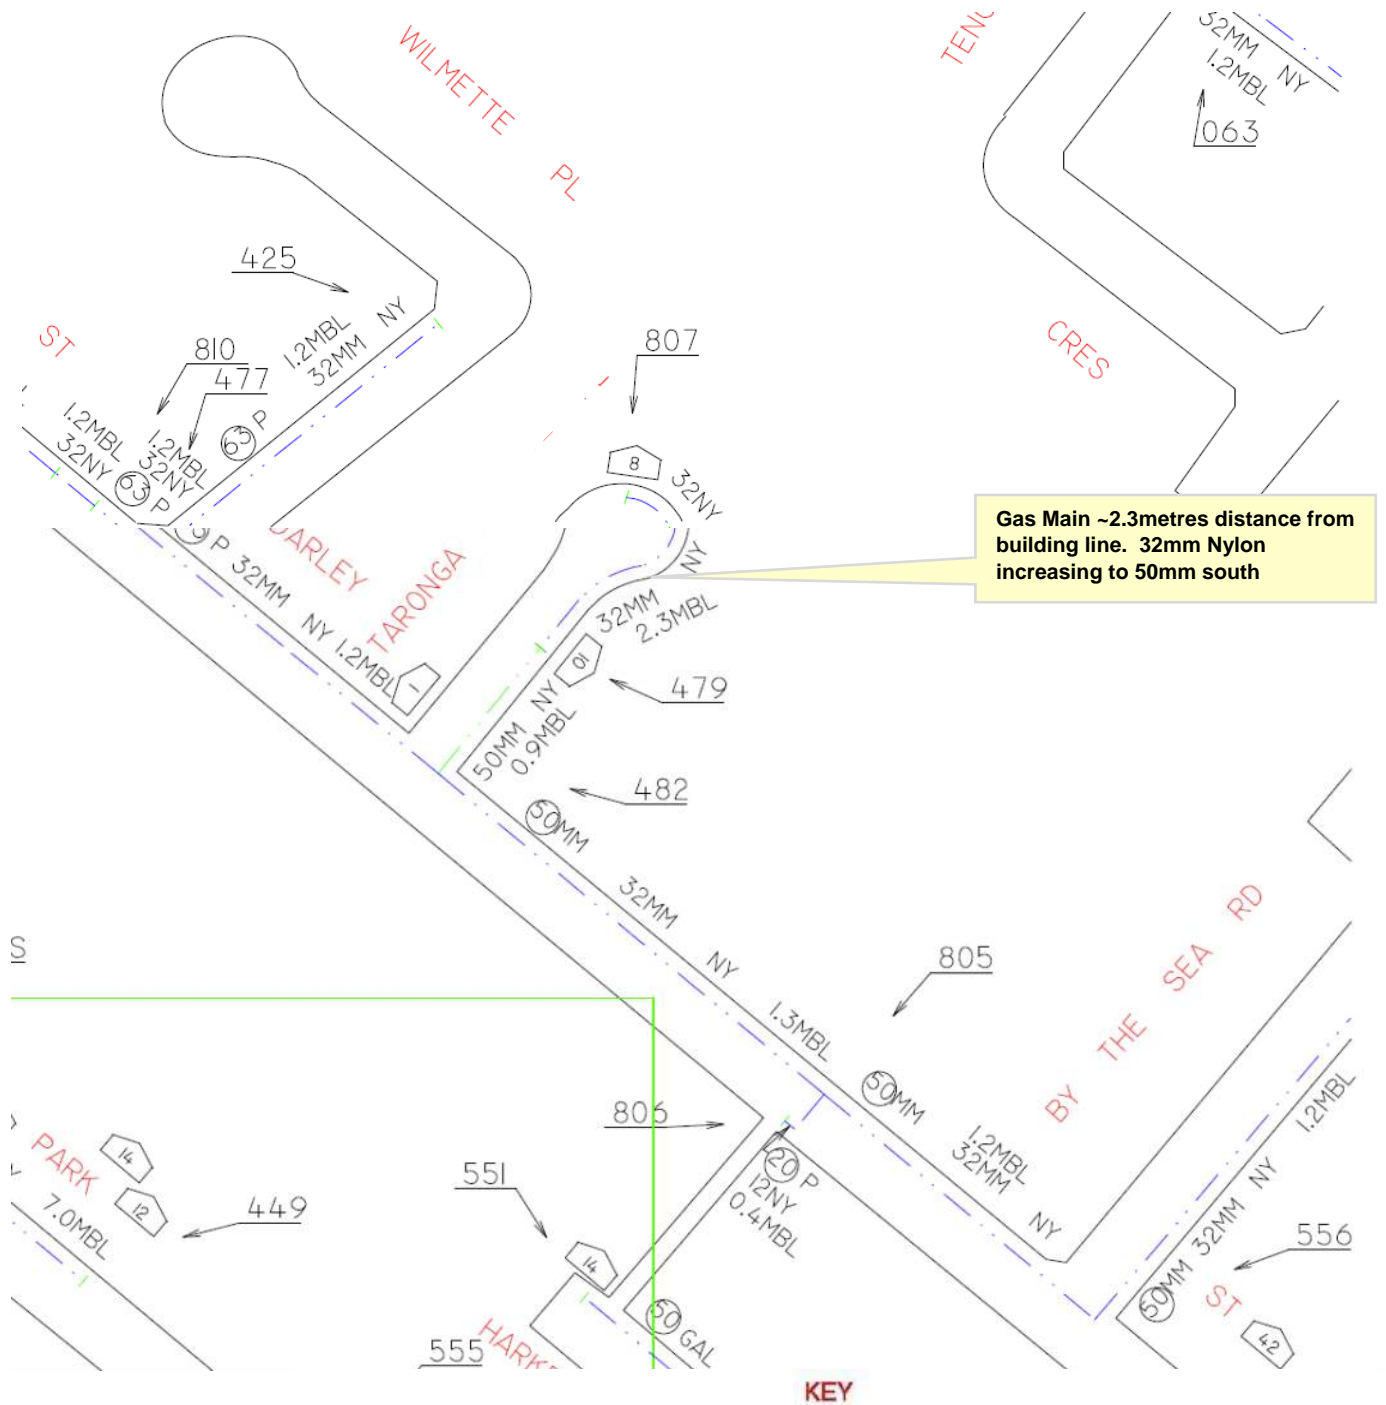 WILMETTE PL
TENC
32MM NY
1.2MBL
063
425
1.2MBL
32MM NY
ST
810
477
807
CRES
1.2MBL
32NY
63 P
1.2MBL
32NY
63 P
8
32NY
NY
Gas Main ~2.3metres distance from
building line. 32mm Nylon
increasing to 50mm south
P 32MM NY 1.2MBL
DARLEY
TARONGA
1
32MM
2.3MBL
10
479
50MM NY
0.9MBL
482
50MM
32MM NY 1.3MBL
805
BY THE SEA RD
S
50MM
1.2MBL
32MM NY
1.2MBL
806
20 P
12NY
0.4MBL
PARK
14
12
7.0MBL
449
551
14
50MM 32MM NY
556
ST
42
50 GAL
HARK
555
KEY